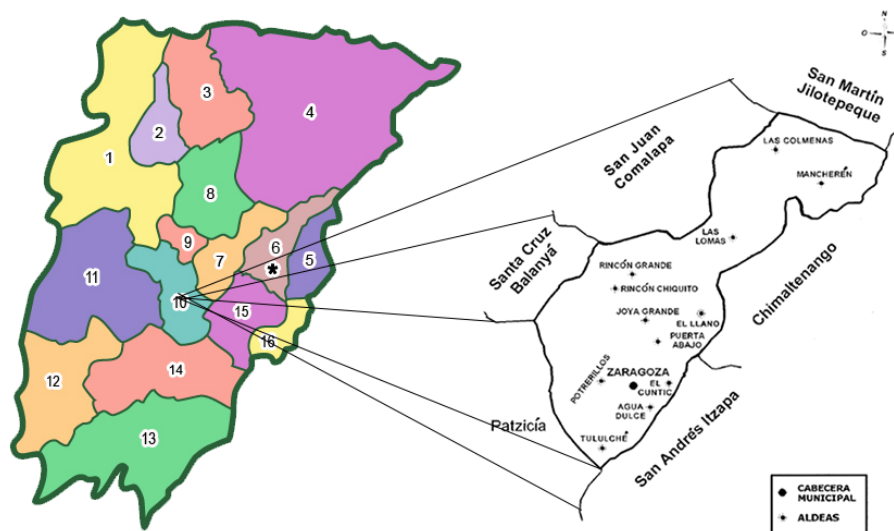 N
O
S
San Martín
Jilotepeque
3
2
4
1
San Juan
Comalapa
LAS COLMENAS
MANCHERÉN
8
9
7
6
5
*
11
10
15
16
Santa Cruz
Balanyá
LAS
LOMAS
Chimaltenango
RINCÓN GRANDE
RINCÓN CHIQUITO
JOYA GRANDE
EL LLANO
PUERTA
ABAJO
12
14
13
POTRERILLOS
ZARAGOZA
EL
CUNTIC
AGUA
DULCE
Patzicía
TULULCHÉ
San Andrés Itzapa
CABECERA
MUNICIPAL
ALDEAS